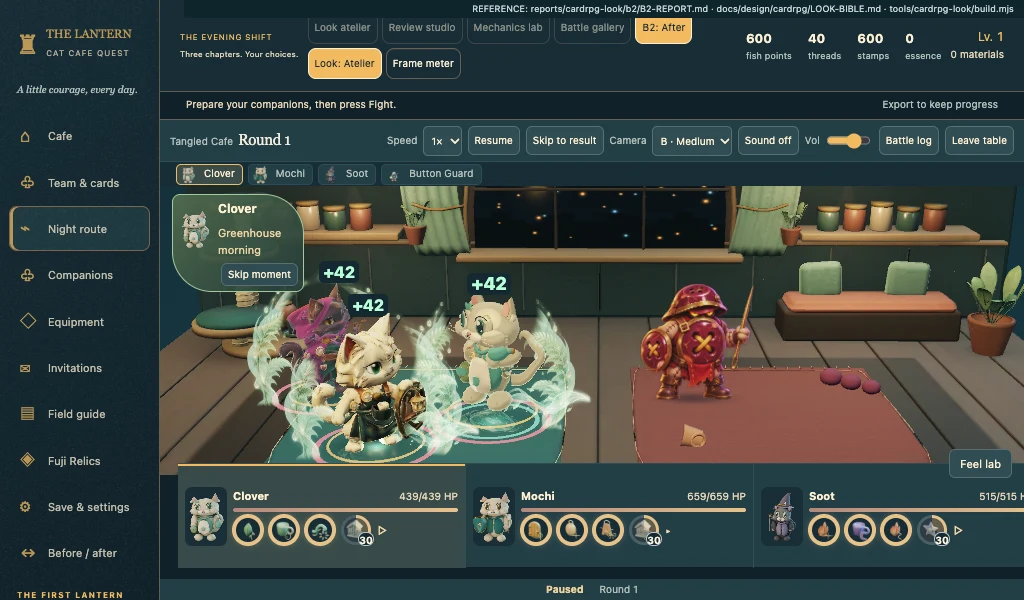 REFERENCE: reports/cardrpg-look/b2/B2-REPORT.md · docs/design/cardrpg/LOOK-BIBLE.md · tools/cardrpg-look/build.mjs
THE LANTERN
CAT CAFE QUEST
A little courage, every day.
Cafe
Team & cards
Night route
Companions
Equipment
Invitations
Field guide
Fuji Relics
Save & settings
Before / after
THE FIRST LANTERN
THE EVENING SHIFT
Three chapters. Your choices.
Look atelier
Review studio
Mechanics lab
Battle gallery
B2: After
Look: Atelier
Frame meter
600 fish points
40 threads
600 stamps
0 essence
Lv. 1
0 materials
Prepare your companions, then press Fight.
Export to keep progress
Tangled Cafe Round 1
Speed 1x
Resume
Skip to result
Camera B · Medium
Sound off
Vol
Battle log
Leave table
Clover
Mochi
Soot
Button Guard
Clover
Greenhouse
morning
Skip moment
+42
+42
+42
Feel lab
Clover 439/439 HP
30
Mochi 659/659 HP
30
Soot 515/515 H
30
Paused Round 1